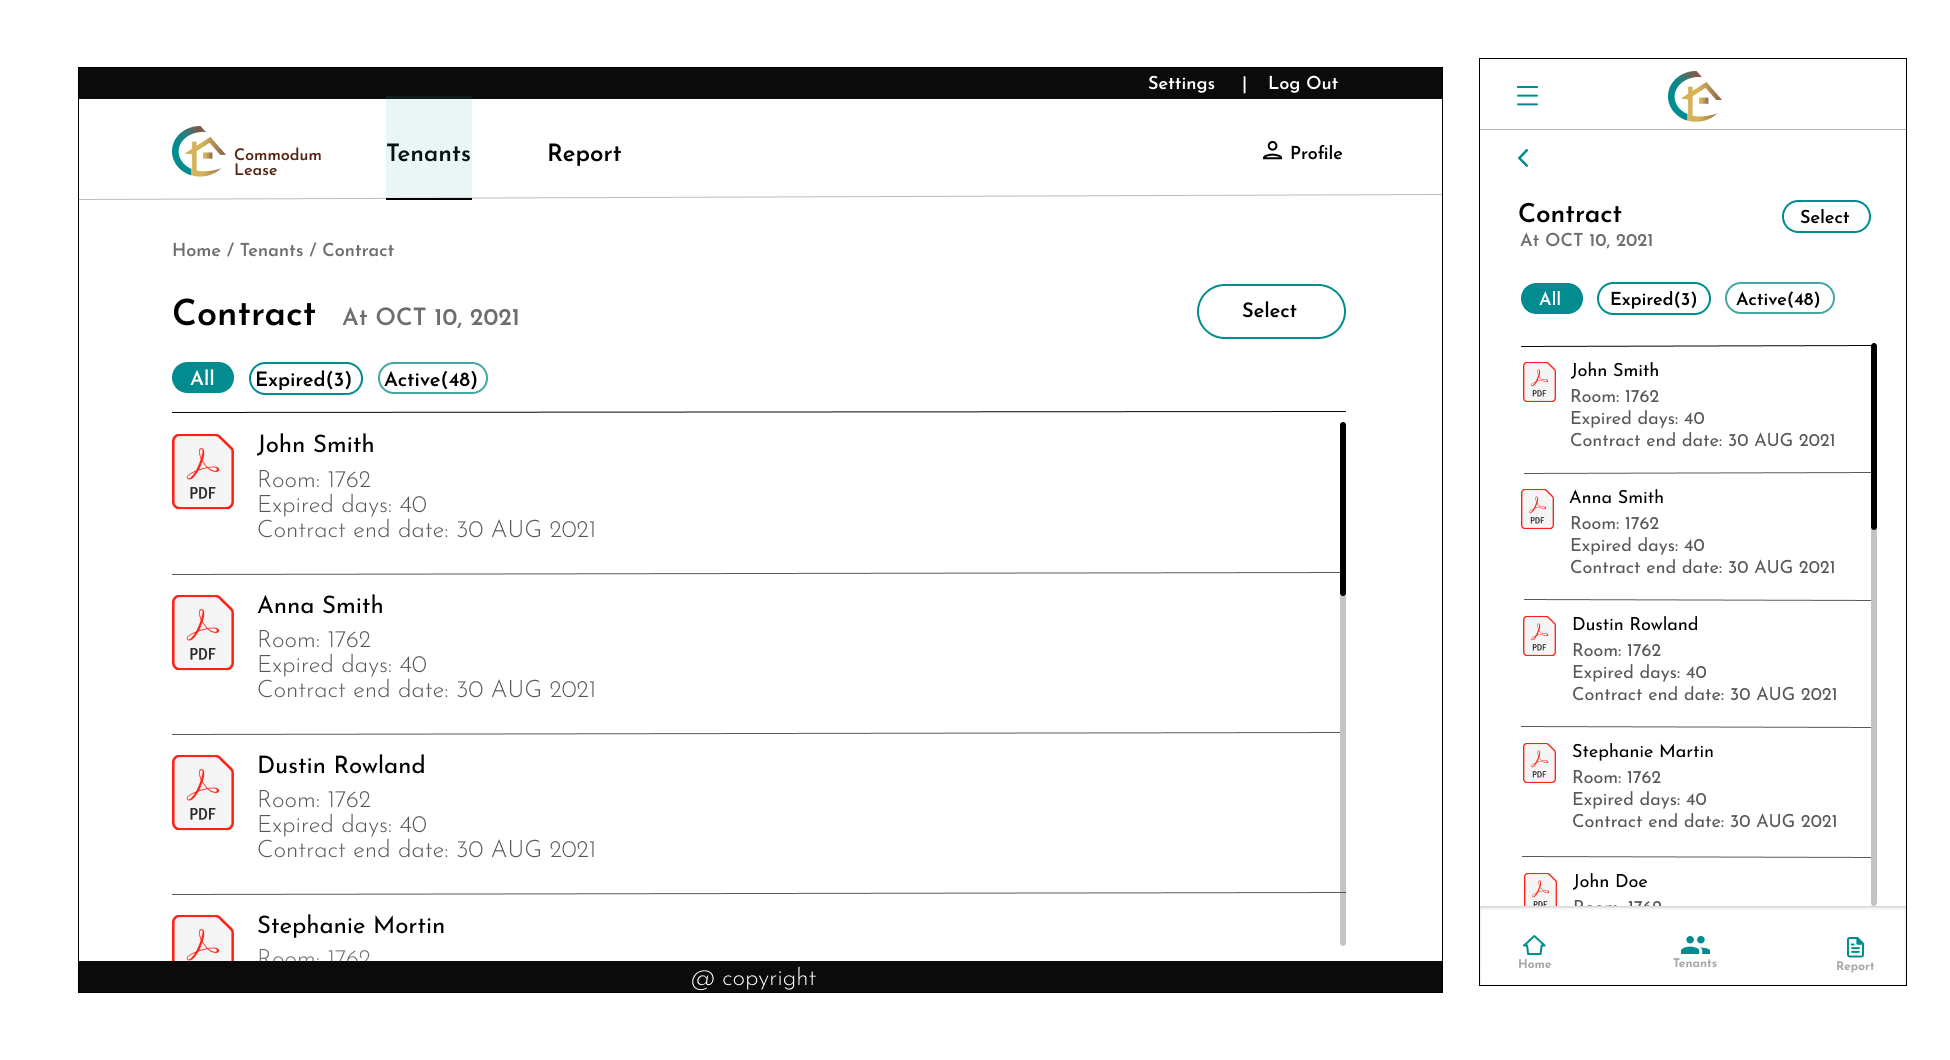 Settings | Log Out
Commodum
Lease
Tenants
Report
Profile
Home / Tenants / Contract
Contract At OCT 10, 2021
Select
All Expired(3) Active(48)
PDF
John Smith
Room: 1762
Expired days: 40
Contract end date: 30 AUG 2021
PDF
Anna Smith
Room: 1762
Expired days: 40
Contract end date: 30 AUG 2021
PDF
Dustin Rowland
Room: 1762
Expired days: 40
Contract end date: 30 AUG 2021
Stephanie Mortin
Room: 1762
@ copyright
Contract
At OCT 10, 2021
Select
All Expired(3) Active(48)
PDF
John Smith
Room: 1762
Expired days: 40
Contract end date: 30 AUG 2021
PDF
Anna Smith
Room: 1762
Expired days: 40
Contract end date: 30 AUG 2021
PDF
Dustin Rowland
Room: 1762
Expired days: 40
Contract end date: 30 AUG 2021
PDF
Stephanie Martin
Room: 1762
Expired days: 40
Contract end date: 30 AUG 2021
PDF
John Doe
Room: 1762
Home
Tenants
Report